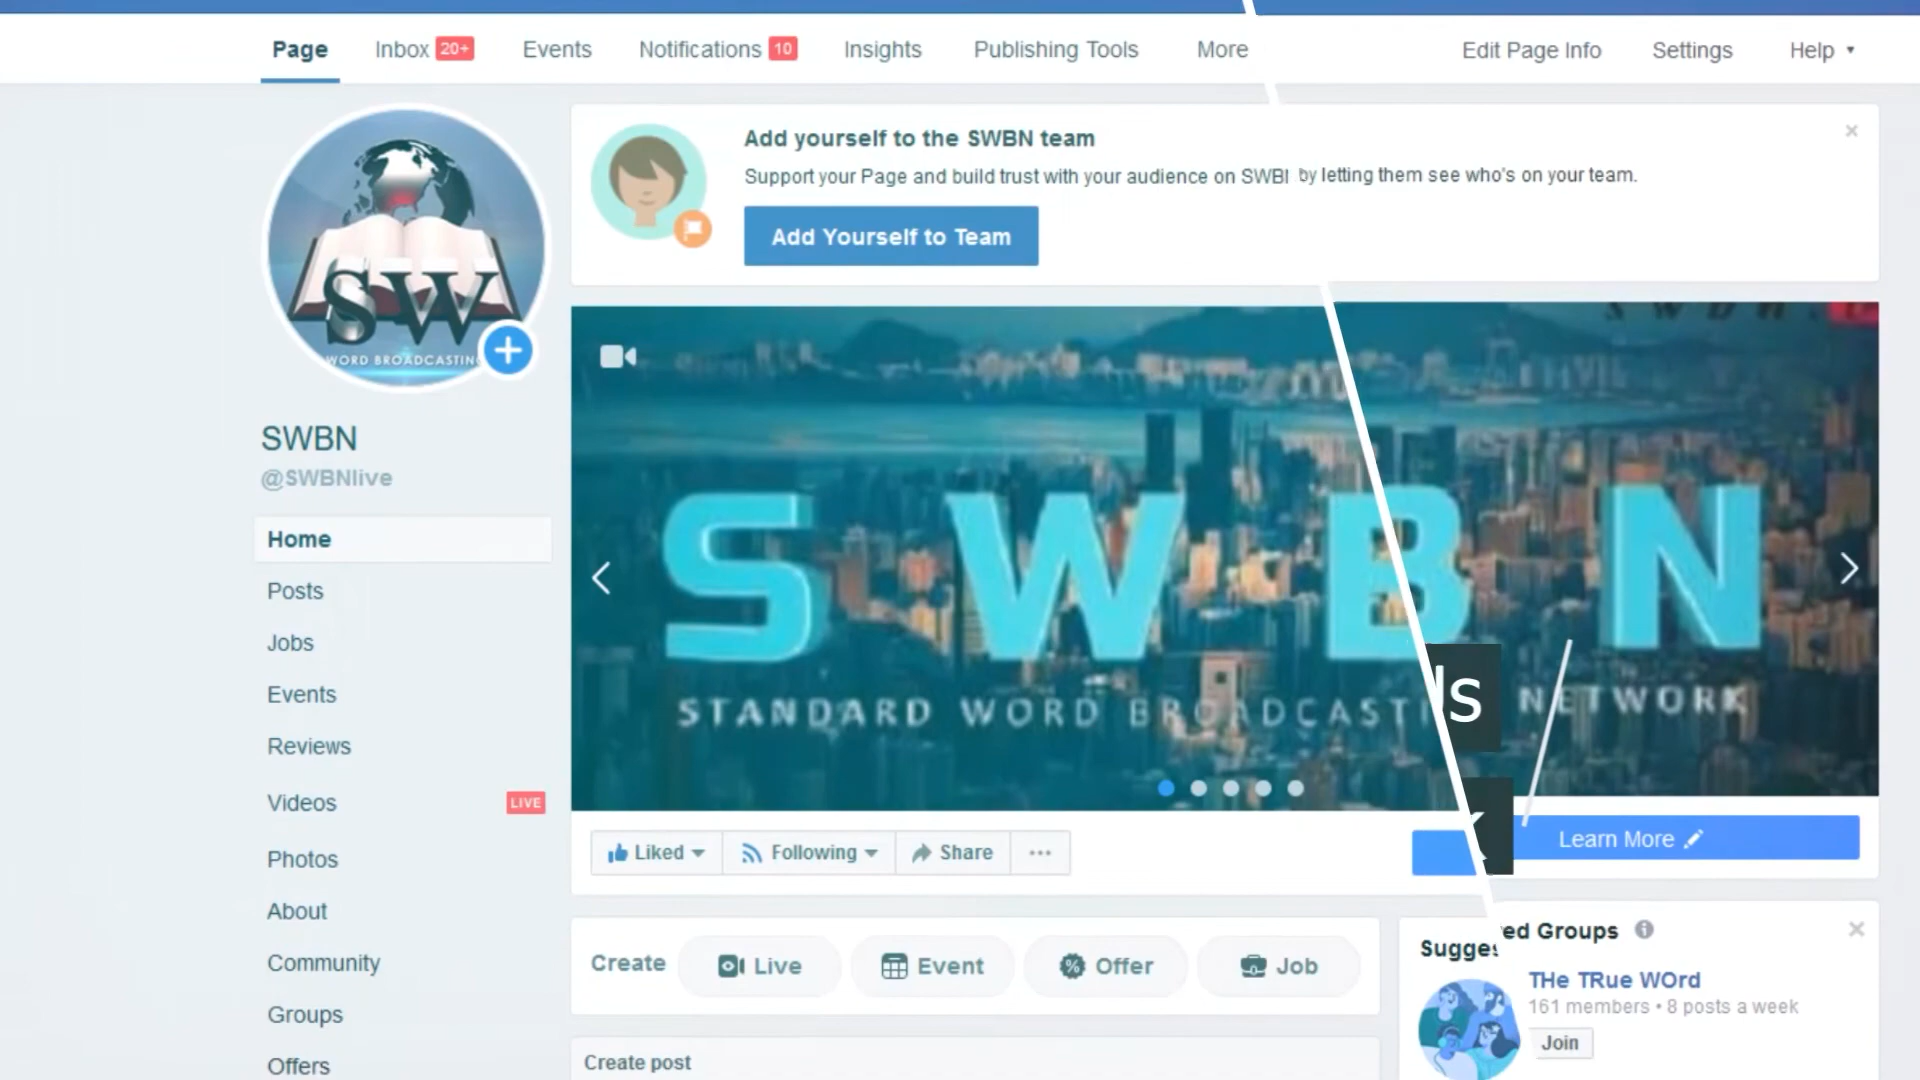 Page Inbox 20+ Events Notifications 10 Insights Publishing Tools More Edit Page Info Settings Help
Add yourself to the SWBN team
Support your Page and build trust with your audience on SWBI by letting them see who's on your team.
Add Yourself to Team
SW
WORD BROADCASTING
SWBN
@SWBNlive
Home
Posts
Jobs
Events
Reviews
Videos LIVE
Photos
About
Community
Groups
Offers
S W B N
STANDARD WORD BROADCASTI NETWORK
ls
Liked Following Share ...
Learn More
Create Live Event Offer Job
Create post
Sugges ed Groups
THe TRue WOrd
161 members • 8 posts a week
Join